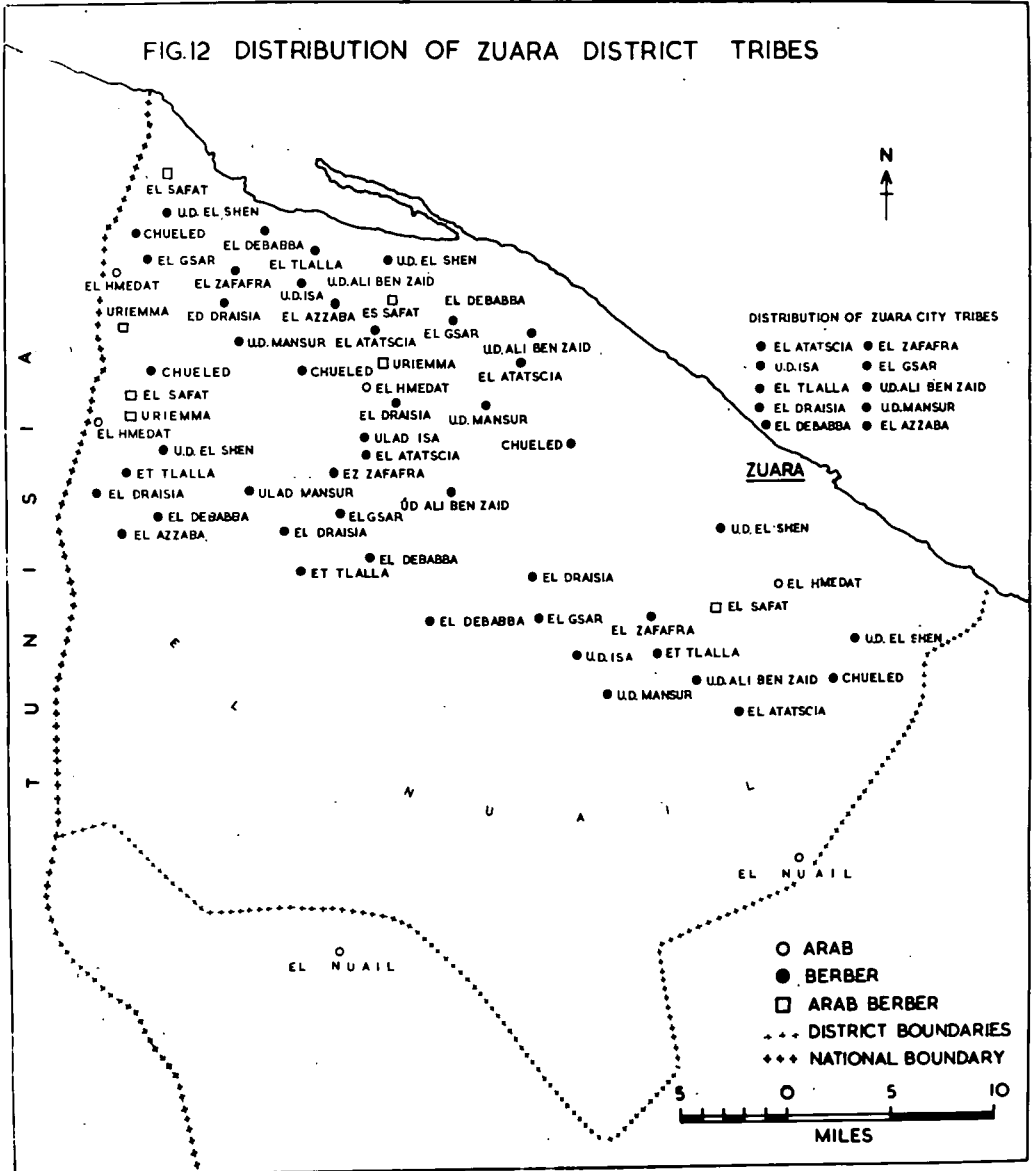 FIG.12 DISTRIBUTION OF ZUARA DISTRICT TRIBES
N
EL SAFAT
U.D. EL SHEN
CHUELED
EL DEBABBA
EL TLALLA
U.D. EL SHEN
EL GSAR
EL HMEDAT
EL ZAFAFRA
U.D. ALI BEN ZAID
U.D. ISA
ED DRAISIA
EL AZZABA
ES SAFAT
EL DEBABBA
URIEMMA
U.D. MANSUR
EL ATATSCIA
EL GSAR
U.D. ALI BEN ZAID
CHUELED
CHUELED
URIEMMA
EL ATATSCIA
EL SAFAT
EL HMEDAT
URIEMMA
EL DRAISIA
U.D. MANSUR
EL HMEDAT
U.D. EL SHEN
ULAD ISA
CHUELED
EL ATATSCIA
ET TLALLA
EZ ZAFAFRA
EL DRAISIA
ULAD MANSUR
UD ALI BEN ZAID
EL DEBABBA
EL GSAR
EL AZZABA
EL DRAISIA
EL DEBABBA
ET TLALLA
EL DRAISIA
EL DEBABBA
EL GSAR
EL ZAFAFRA
U.D. ISA
ET TLALLA
U.D. MANSUR
U.D. ALI BEN ZAID
CHUELED
EL ATATSCIA
U.D. EL SHEN
EL HMEDAT
EL SAFAT
U.D. EL SHEN
DISTRIBUTION OF ZUARA CITY TRIBES
EL ATATSCIA EL ZAFAFRA
U.D. ISA EL GSAR
EL TLALLA U.D. ALI BEN ZAID
EL DRAISIA U.D. MANSUR
EL DEBABBA EL AZZABA
ZUARA
TUNISIA
EL NUAIL
EL NUAIL
EL NUAIL
ARAB
BERBER
ARAB BERBER
DISTRICT BOUNDARIES
NATIONAL BOUNDARY
5 0 5 10
MILES